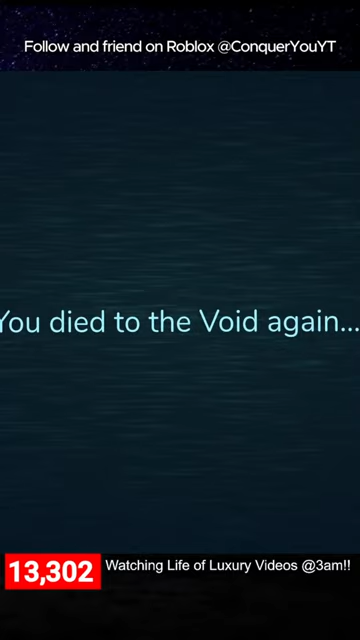 Follow and friend on Roblox @ConquerYouYT
You died to the Void again...
13,302
Watching Life of Luxury Videos @3am!!